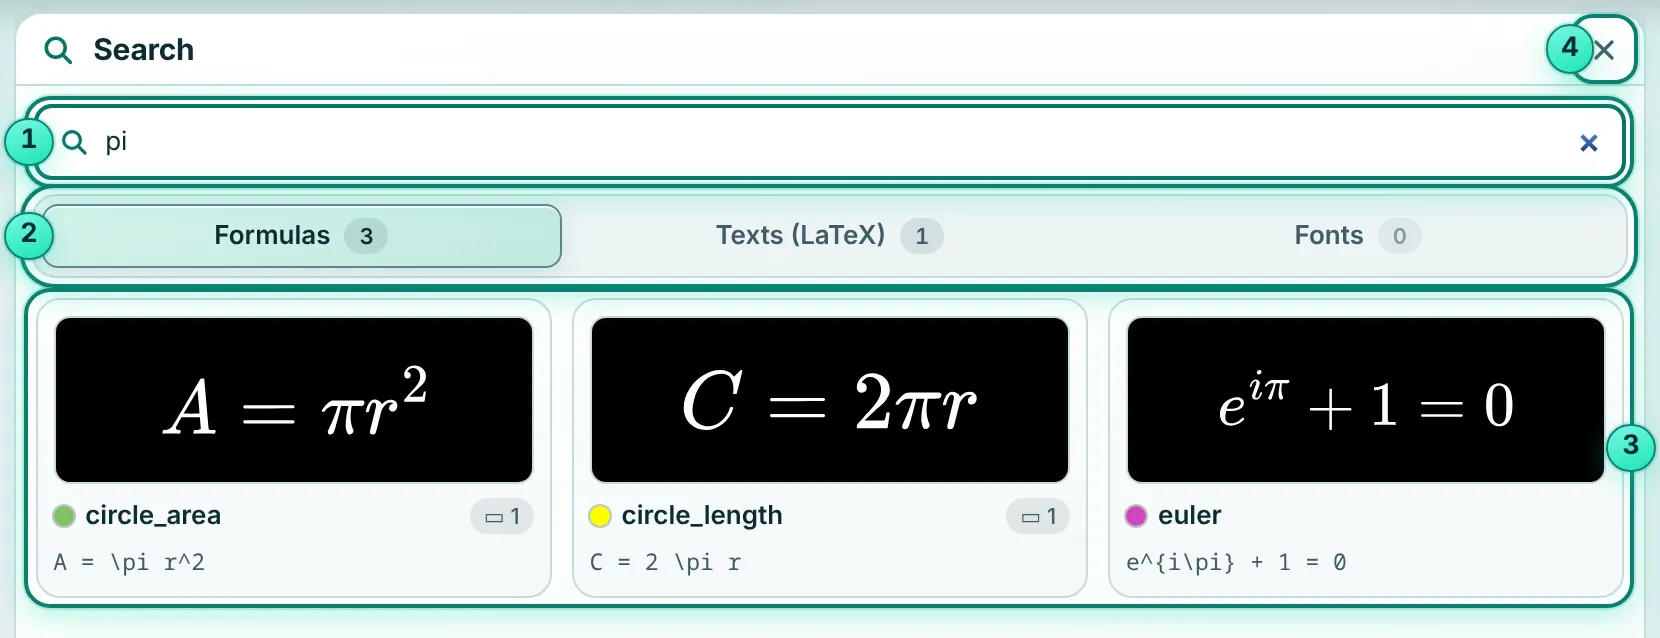 Search
4
1
pi
2
Formulas 3
Texts (LaTeX) 1
Fonts 0
A = πr²
C = 2πr
e^{iπ} + 1 = 0
3
circle_area 1
A = \pi r^2
circle_length 1
C = 2 \pi r
euler
e^{i\pi} + 1 = 0